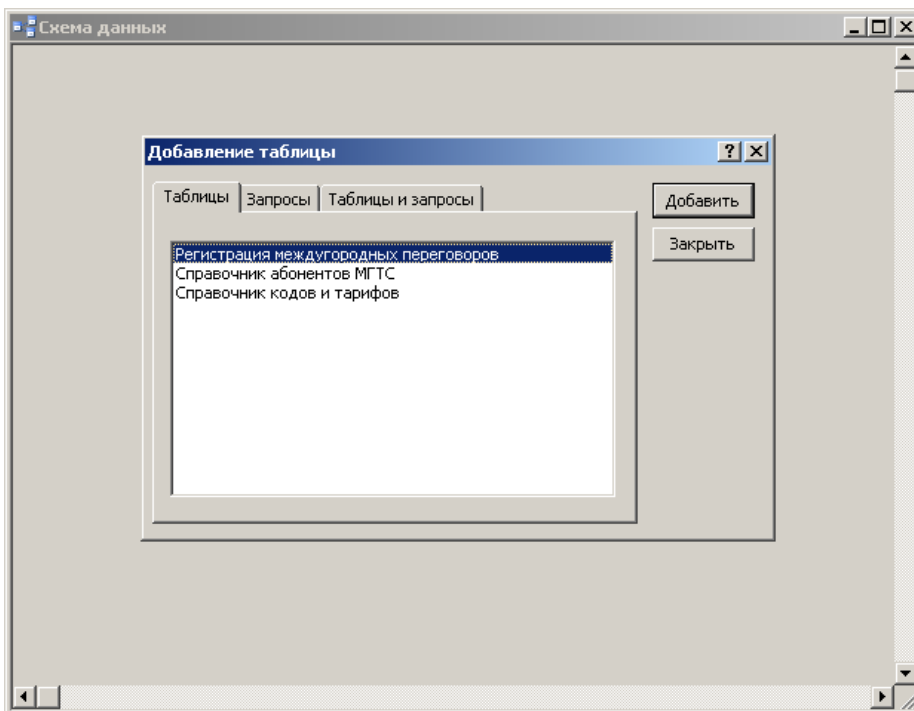 Схема данных
Добавление таблицы
Таблицы Запросы Таблицы и запросы
Добавить
Закрыть
Регистрация междугородных переговоров
Справочник абонентов МГТС
Справочник кодов и тарифов